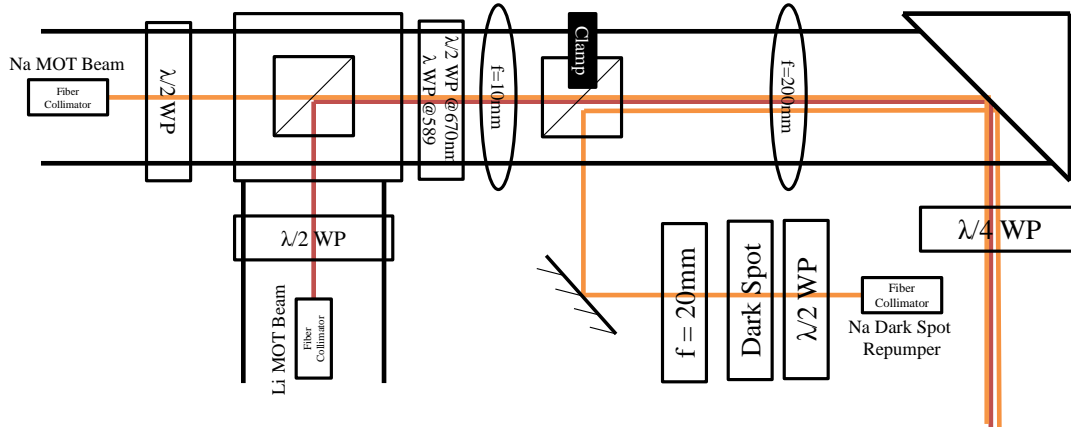 Na MOT Beam
Fiber
Collimator
λ/2 WP
λ/2 WP @670nm
λ WP @589
f=10mm
Clamp
f=200mm
λ/2 WP
Li MOT Beam
Fiber
Collimator
f = 20mm
Dark Spot
λ/2 WP
Fiber
Collimator
Na Dark Spot
Repumper
λ/4 WP